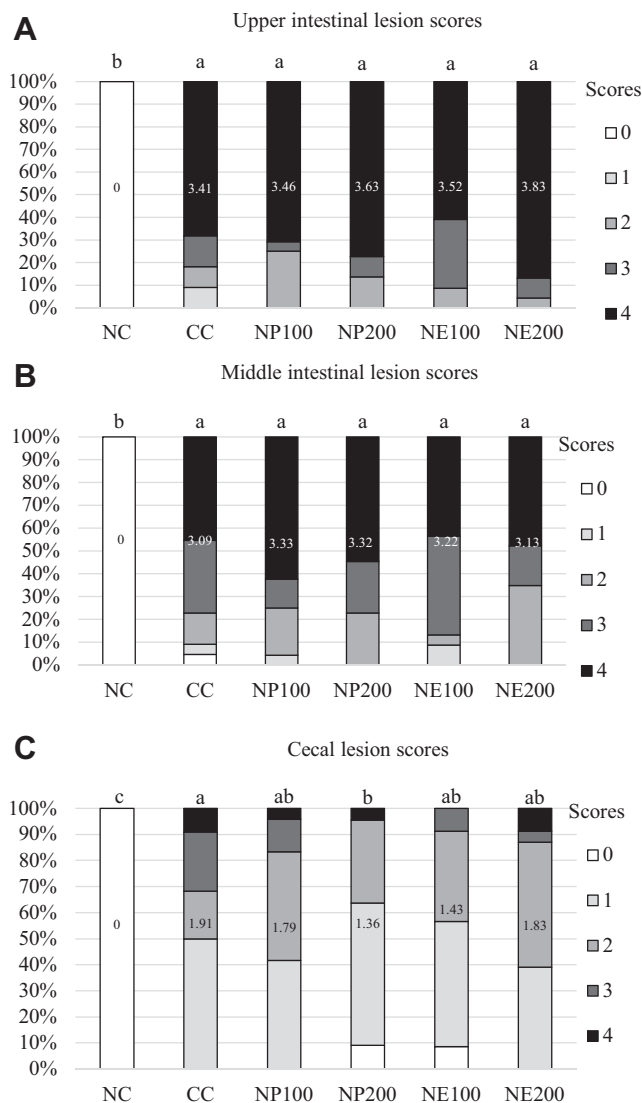 A
Upper intestinal lesion scores
b a a a a a
100%
90%
80%
70%
60%
50%
40%
30%
20%
10%
0%
0 3.41 3.46 3.63 3.52 3.83
NC CC NP100 NP200 NE100 NE200
Scores
0
1
2
3
4
B
Middle intestinal lesion scores
b a a a a a
100%
90%
80%
70%
60%
50%
40%
30%
20%
10%
0%
0 3.09 3.33 3.32 3.22 3.13
NC CC NP100 NP200 NE100 NE200
Scores
0
1
2
3
4
C
Cecal lesion scores
c a ab b ab ab
100%
90%
80%
70%
60%
50%
40%
30%
20%
10%
0%
0 1.91 1.79 1.36 1.43 1.83
NC CC NP100 NP200 NE100 NE200
Scores
0
1
2
3
4